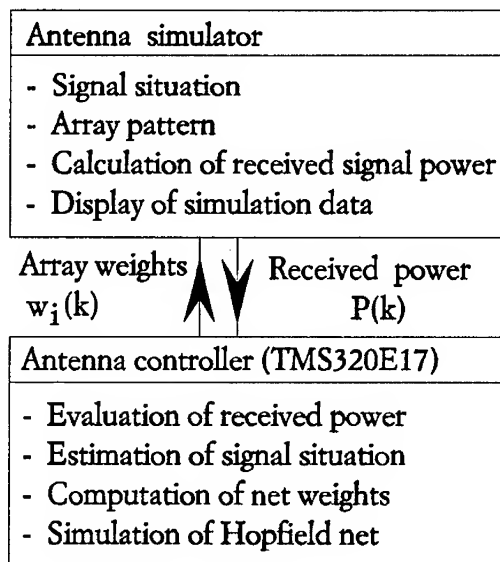 Antenna simulator
- Signal situation
- Array pattern
- Calculation of received signal power
- Display of simulation data
Array weights
wi(k)
Received power
P(k)
Antenna controller (TMS320E17)
- Evaluation of received power
- Estimation of signal situation
- Computation of net weights
- Simulation of Hopfield net